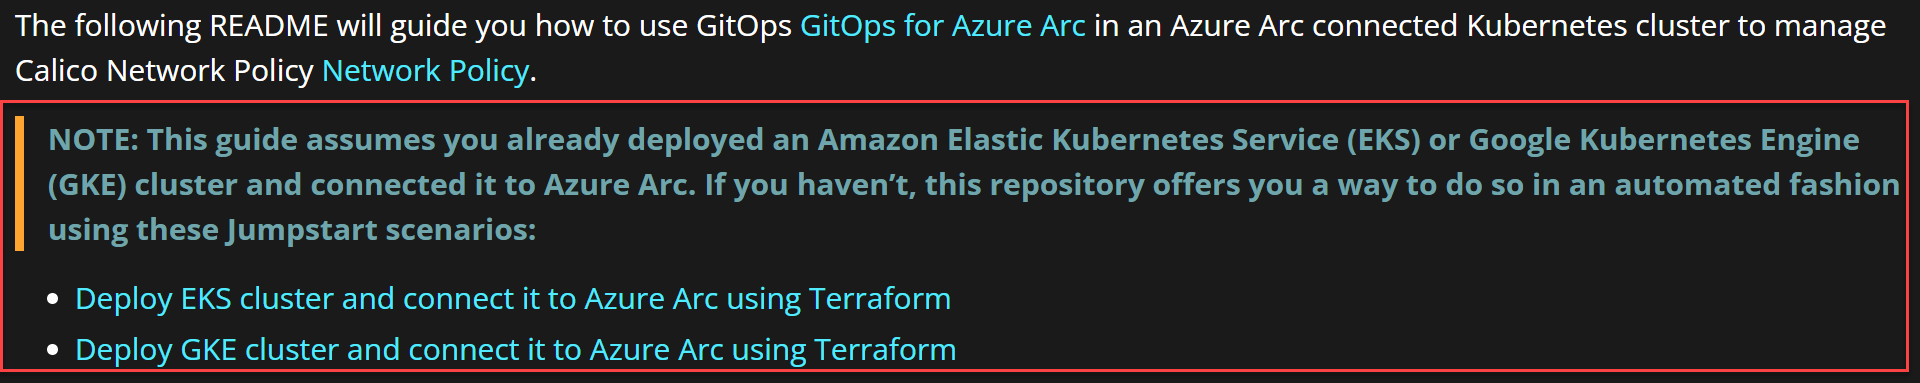 The following README will guide you how to use GitOps GitOps for Azure Arc in an Azure Arc connected Kubernetes cluster to manage
Calico Network Policy Network Policy.
NOTE: This guide assumes you already deployed an Amazon Elastic Kubernetes Service (EKS) or Google Kubernetes Engine
(GKE) cluster and connected it to Azure Arc. If you haven’t, this repository offers you a way to do so in an automated fashion
using these Jumpstart scenarios:
• Deploy EKS cluster and connect it to Azure Arc using Terraform
• Deploy GKE cluster and connect it to Azure Arc using Terraform